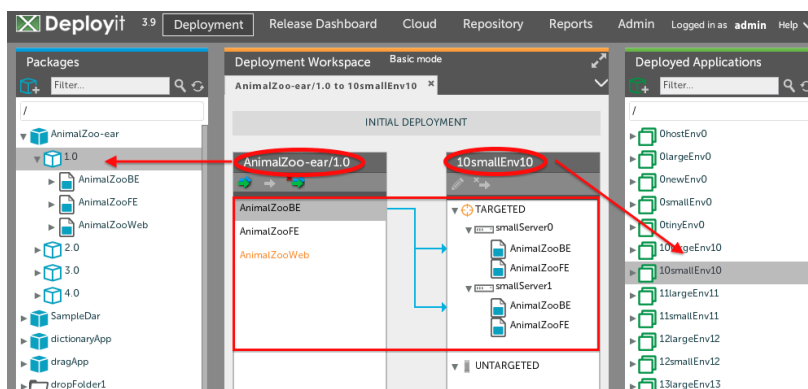 Deployit 3.9 Deployment Release Dashboard Cloud Repository Reports Admin Logged in as admin Help
Packages
Filter...
/
AnimalZoo-ear
1.0
AnimalZooBE
AnimalZooFE
AnimalZooWeb
2.0
3.0
4.0
SampleDar
dictionaryApp
dragApp
dropFolder1
Deployment Workspace Basic mode
AnimalZoo-ear/1.0 to 10smallEnv10
INITIAL DEPLOYMENT
AnimalZoo-ear/1.0
AnimalZooBE
AnimalZooFE
AnimalZooWeb
10smallEnv10
TARGETED
smallServer0
AnimalZooBE
AnimalZooFE
smallServer1
AnimalZooBE
AnimalZooFE
UNTARGETED
Deployed Applications
Filter...
/
0hostEnv0
0largeEnv0
0newEnv0
0smallEnv0
0tinyEnv0
10largeEnv10
10smallEnv10
11largeEnv11
11smallEnv11
12largeEnv12
12smallEnv12
13largeEnv13